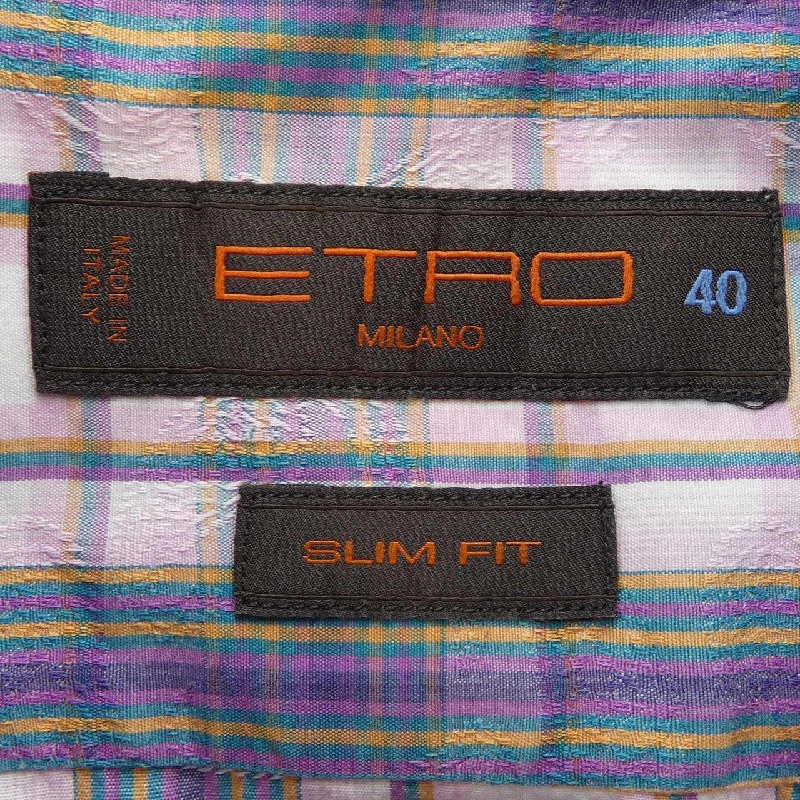 MADE IN
ITALY
ETRO
MILANO
40
SLIM FIT